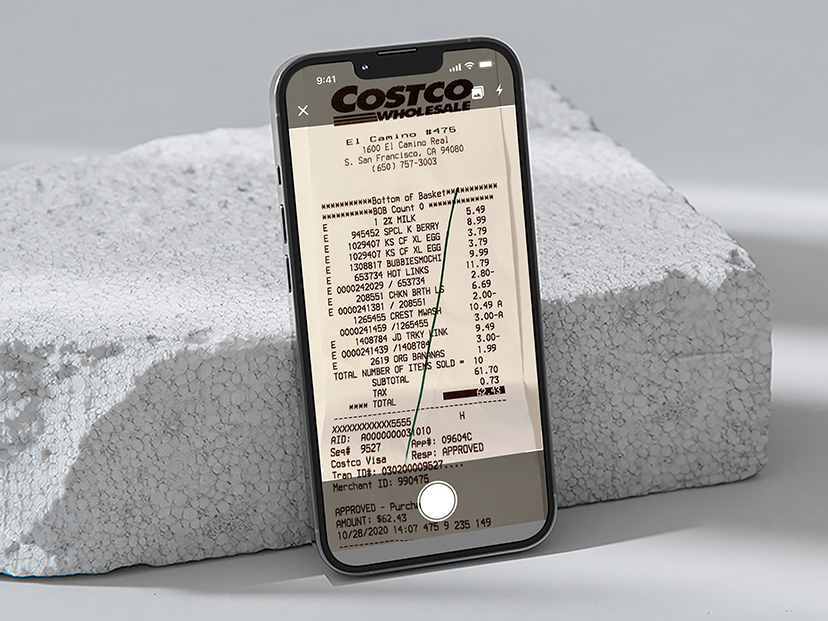 9:41
COSTCO
WHOLESALE
El Camino #475
1600 El Camino Real
S. San Francisco, CA 94080
(650) 757-3003
***********Bottom of Basket***********
***********BOB Count 0 **************
E 1 2% MILK 5.49
E 945452 SPCL K BERRY 8.99
E 1029407 KS CF XL EGG 3.79
E 1029407 KS CF XL EGG 3.79
E 1308817 BUBBIESMOCHI 9.99
E 653734 HOT LINKS 11.79
E 0000242029 / 653734 2.80-
E 208551 CHKN BRTH LS 6.69
E 0000241381 / 208551 2.00-
1265455 CREST MWASH 10.49 A
0000241459 /1265455 3.00-A
E 1408784 JD TRKY LINK 9.49
E 0000241439 /1408784 3.00-
E 2619 ORG BANANAS 1.99
TOTAL NUMBER OF ITEMS SOLD = 10
SUBTOTAL 61.70
TAX 0.73
**** TOTAL 62.43
XXXXXXXXXXXX5555 H
AID: A0000000031010
Seq# 9527 App#: 09604C
Costco Visa Resp: APPROVED
Tran ID#: 030200009527....
Merchant ID: 990475
APPROVED - Purch
AMOUNT: $62.43
10/28/2020 14:07 475 9 235 149